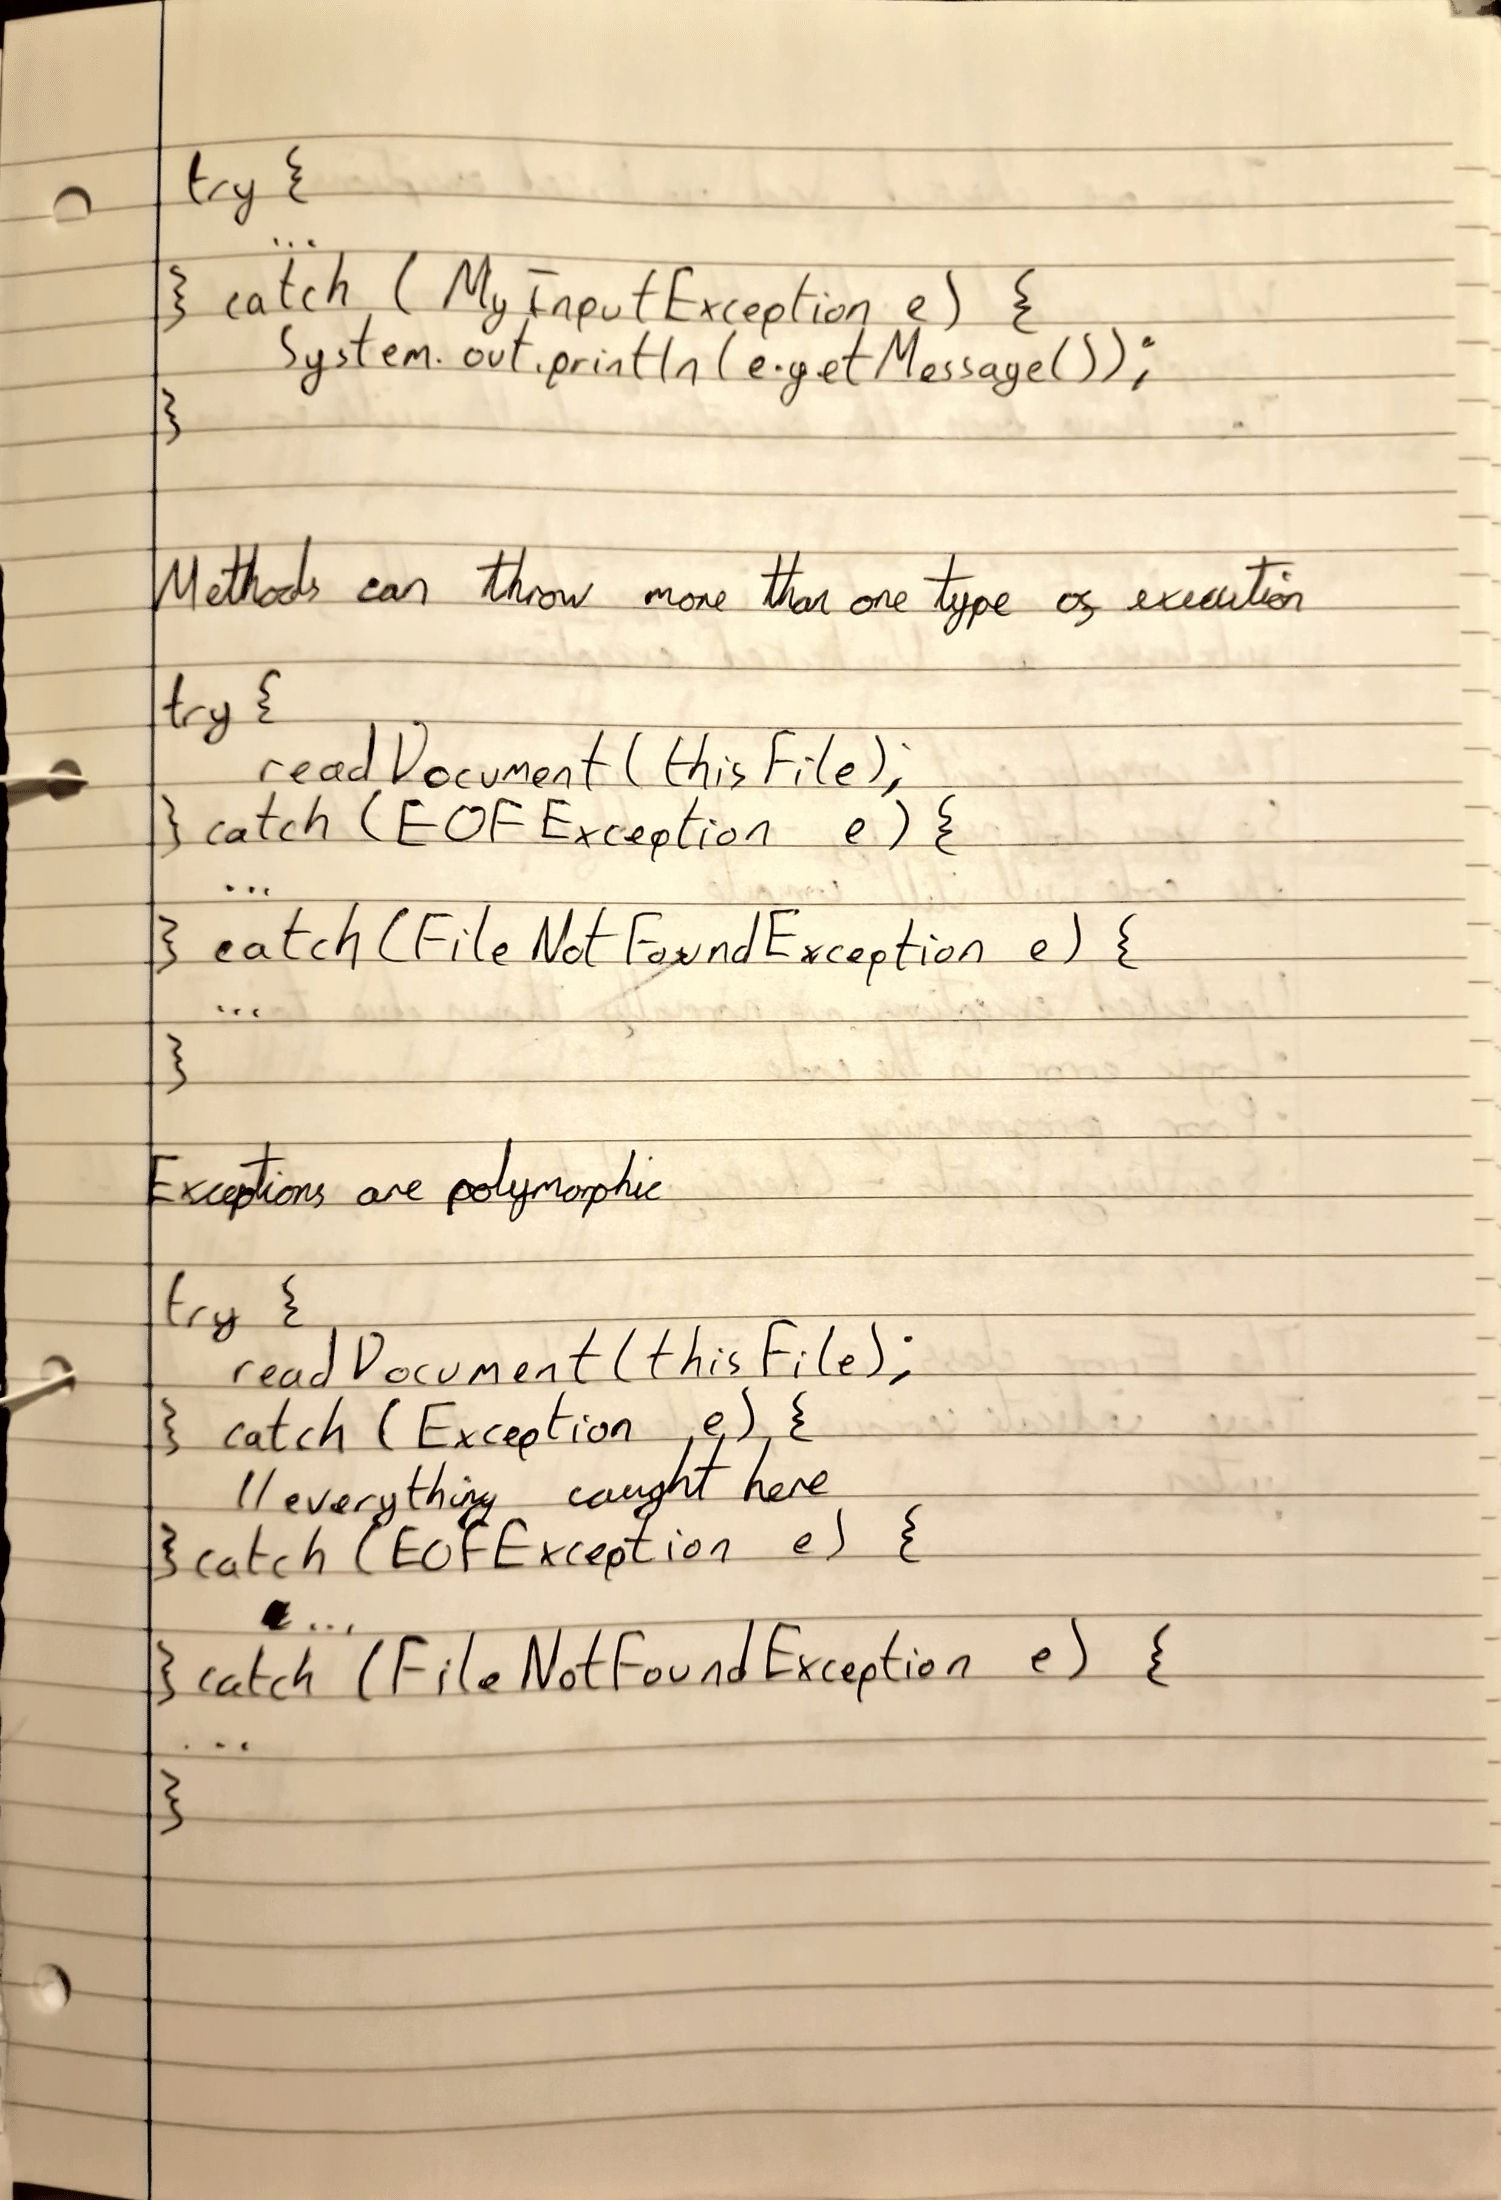 try {
...
} catch ( MyInputException e) {
System.out.println(e.getMessage());
}
Methods can throw more than one type of execution
try {
readDocument(thisFile);
} catch (EOFException e) {
...
} catch (FileNotFoundException e) {
...
}
Exceptions are polymorphic
try {
readDocument(thisFile);
} catch (Exception e) {
//everything caught here
} catch (EOFException e) {
...
} catch (FileNotFoundException e) {
...
}